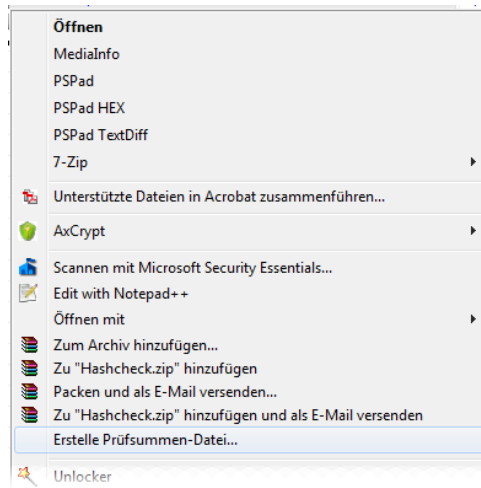 Öffnen
MediaInfo
PSPad
PSPad HEX
PSPad TextDiff
7-Zip
Unterstützte Dateien in Acrobat zusammenführen...
AxCrypt
Scannen mit Microsoft Security Essentials...
Edit with Notepad++
Öffnen mit
Zum Archiv hinzufügen...
Zu "Hashcheck.zip" hinzufügen
Packen und als E-Mail versenden...
Zu "Hashcheck.zip" hinzufügen und als E-Mail versenden
Erstelle Prüfsummen-Datei...
Unlocker